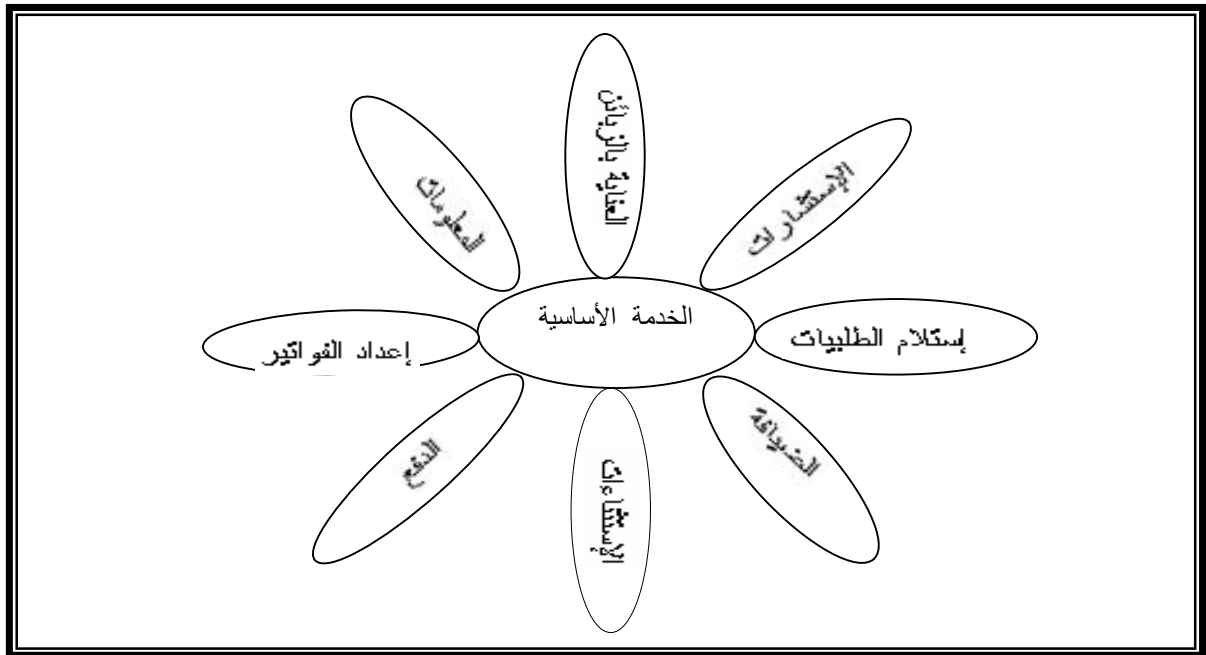 العناية بالزبائن
الإستشارات
المعلومات
الخدمة الأساسية
إستلام الطلبيات
إعداد الفواتير
الضيافة
الدفع
الإستثناءات